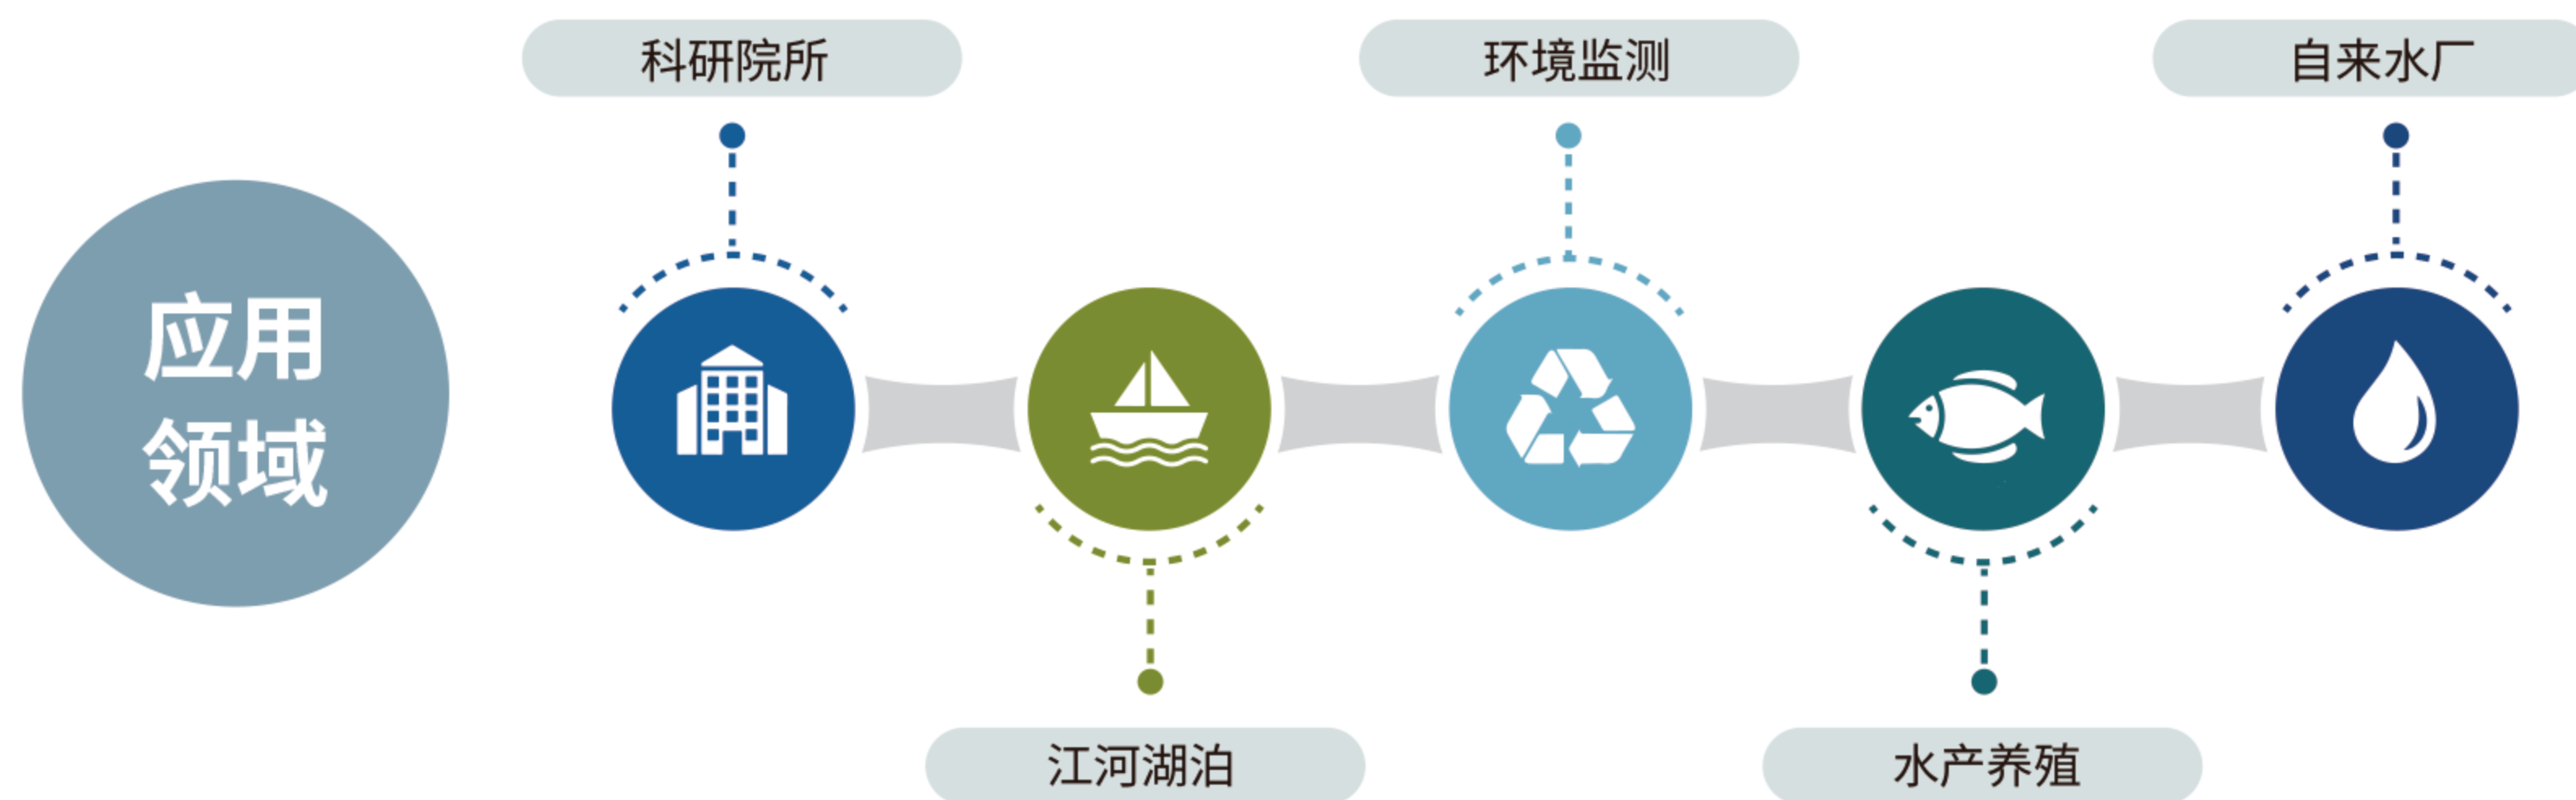 应用
领域
科研院所
江河湖泊
环境监测
水产养殖
自来水厂